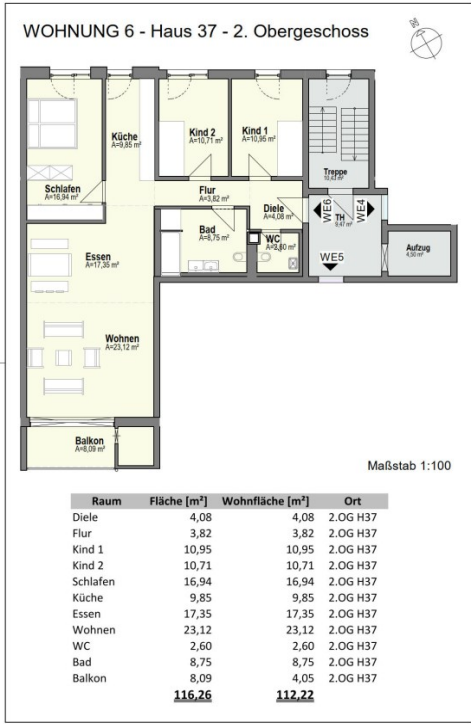 WOHNUNG 6 - Haus 37 - 2. Obergeschoss
N
Küche
A=9,85 m²
Kind 2
A=10,71 m²
Kind 1
A=10,95 m²
Treppe
10,43 m²
Schlafen
A=16,94 m²
Flur
A=3,82 m²
Diele
A=4,08 m²
WE6
TH
9,47 m²
WE4
Bad
A=8,75 m²
WC
A=2,60 m²
WE5
Aufzug
4,50 m²
Essen
A=17,35 m²
Wohnen
A=23,12 m²
Balkon
A=8,09 m²
Maßstab 1:100
Raum Fläche [m²] Wohnfläche [m²] Ort
Diele 4,08 4,08 2.OG H37
Flur 3,82 3,82 2.OG H37
Kind 1 10,95 10,95 2.OG H37
Kind 2 10,71 10,71 2.OG H37
Schlafen 16,94 16,94 2.OG H37
Küche 9,85 9,85 2.OG H37
Essen 17,35 17,35 2.OG H37
Wohnen 23,12 23,12 2.OG H37
WC 2,60 2,60 2.OG H37
Bad 8,75 8,75 2.OG H37
Balkon 8,09 4,05 2.OG H37
116,26 112,22